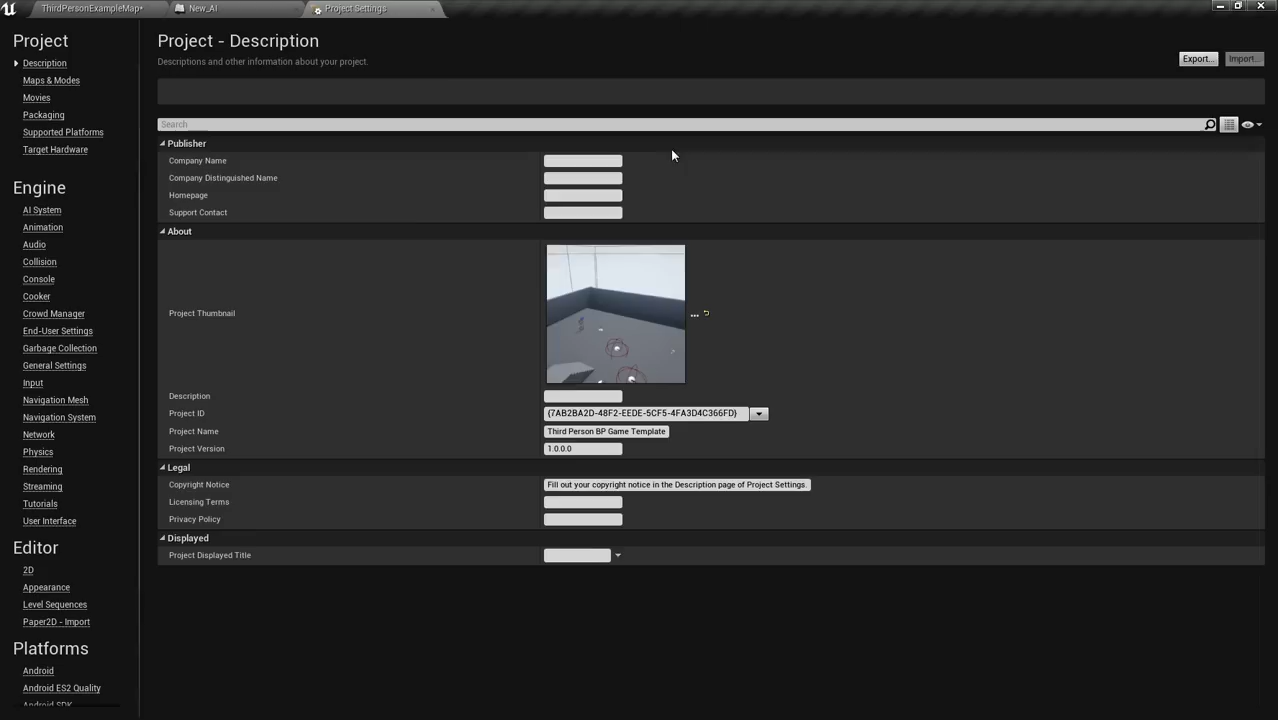 ThirdPersonExampleMap*
New_AI
Project Settings
Project
Description
Maps & Modes
Movies
Packaging
Supported Platforms
Target Hardware
Engine
AI System
Animation
Audio
Collision
Console
Cooker
Crowd Manager
End-User Settings
Garbage Collection
General Settings
Input
Navigation Mesh
Navigation System
Network
Physics
Rendering
Streaming
Tutorials
User Interface
Editor
2D
Appearance
Level Sequences
Paper2D - Import
Platforms
Android
Android ES2 Quality
Android SDK
Project - Description
Descriptions and other information about your project.
Export...
Import...
Search
Publisher
Company Name
Company Distinguished Name
Homepage
Support Contact
About
Project Thumbnail
...
Description
Project ID {7AB2BA2D-48F2-EEDE-5CF5-4FA3D4C366FD}
Project Name Third Person BP Game Template
Project Version 1.0.0.0
Legal
Copyright Notice Fill out your copyright notice in the Description page of Project Settings.
Licensing Terms
Privacy Policy
Displayed
Project Displayed Title